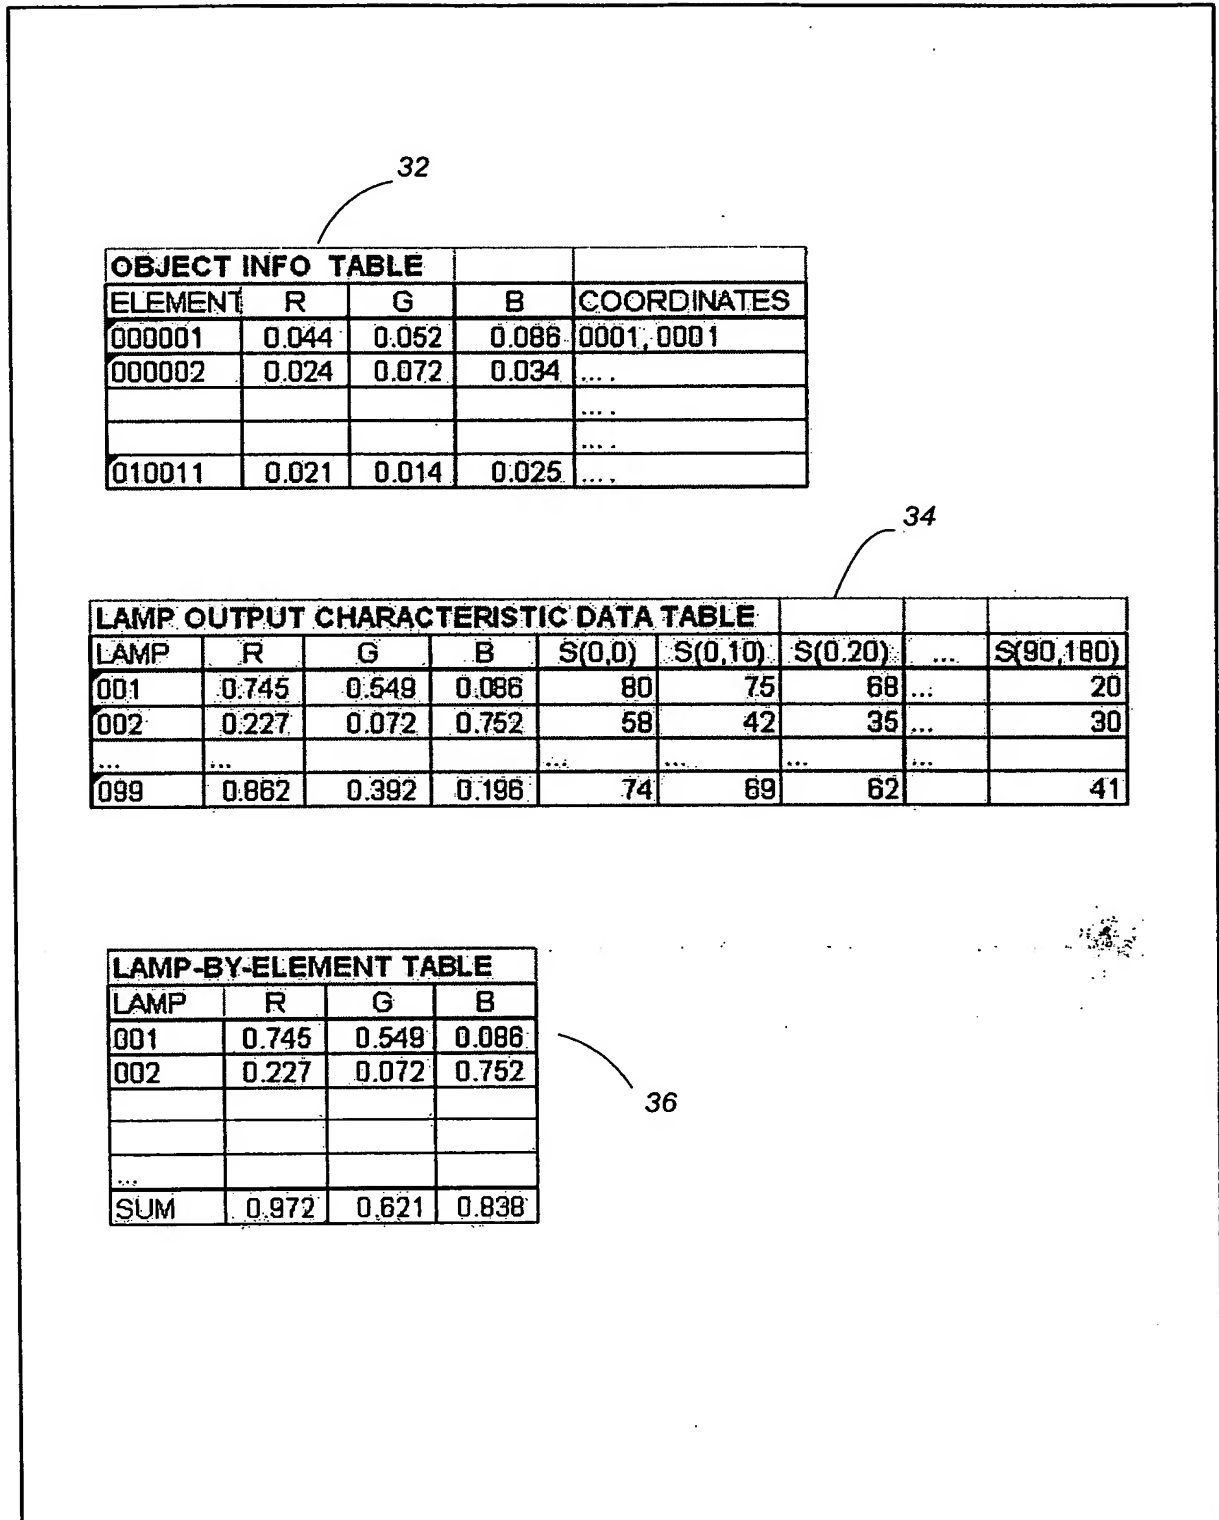 32
OBJECT INFO TABLE
ELEMENT R G B COORDINATES
000001 0.044 0.052 0.086 0001, 0001
000002 0.024 0.072 0.034 ... .
... .
... .
010011 0.021 0.014 0.025 ... .
34
LAMP OUTPUT CHARACTERISTIC DATA TABLE
LAMP R G B S(0,0) S(0,10) S(0.20) ... S(90,180)
001 0.745 0.549 0.086 80 75 68 ... 20
002 0.227 0.072 0.752 58 42 35 ... 30
... ... ... ... ... ...
099 0.862 0.392 0.196 74 69 62 41
LAMP-BY-ELEMENT TABLE
LAMP R G B
001 0.745 0.549 0.086
002 0.227 0.072 0.752
...
SUM 0.972 0.621 0.838
36